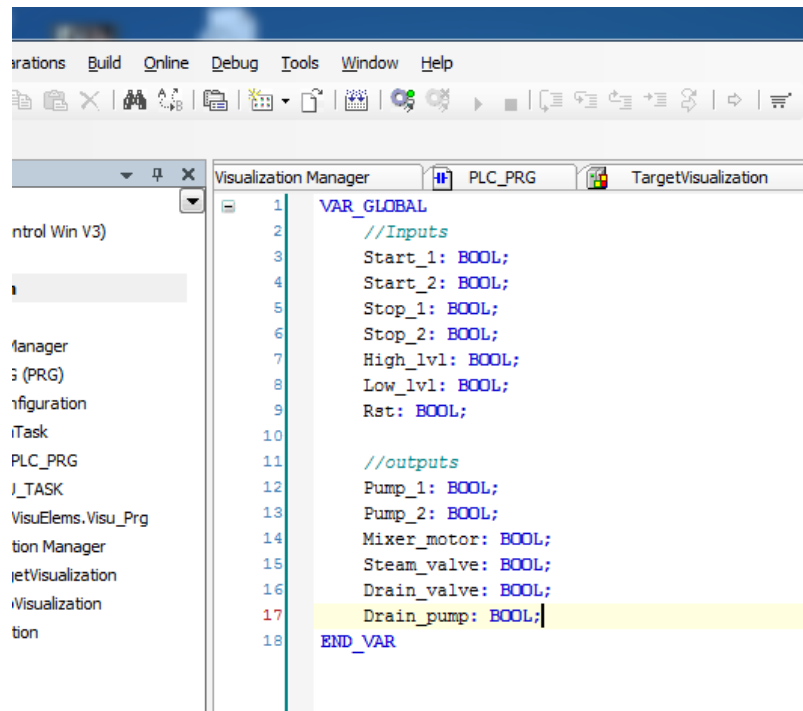 Build Online Debug Tools Window Help
Visualization Manager PLC_PRG TargetVisualization
ntrol Win V3)
Manager
(PRG)
Task
PLC_PRG
_TASK
VisuElems.Visu_Prg
tion Manager
getVisualization
Visualization
tion
1 VAR_GLOBAL
2 //Inputs
3 Start_1: BOOL;
4 Start_2: BOOL;
5 Stop_1: BOOL;
6 Stop_2: BOOL;
7 High_lvl: BOOL;
8 Low_lvl: BOOL;
9 Rst: BOOL;
10
11 //outputs
12 Pump_1: BOOL;
13 Pump_2: BOOL;
14 Mixer_motor: BOOL;
15 Steam_valve: BOOL;
16 Drain_valve: BOOL;
17 Drain_pump: BOOL;
18 END_VAR